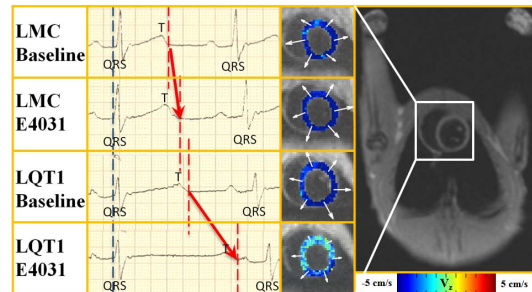 LMC
Baseline
T
QRS
QRS
LMC
E4031
T
QRS
QRS
LQT1
Baseline
T
QRS
QRS
LQT1
E4031
T
QRS
QRS
-5 cm/s
Vz
5 cm/s